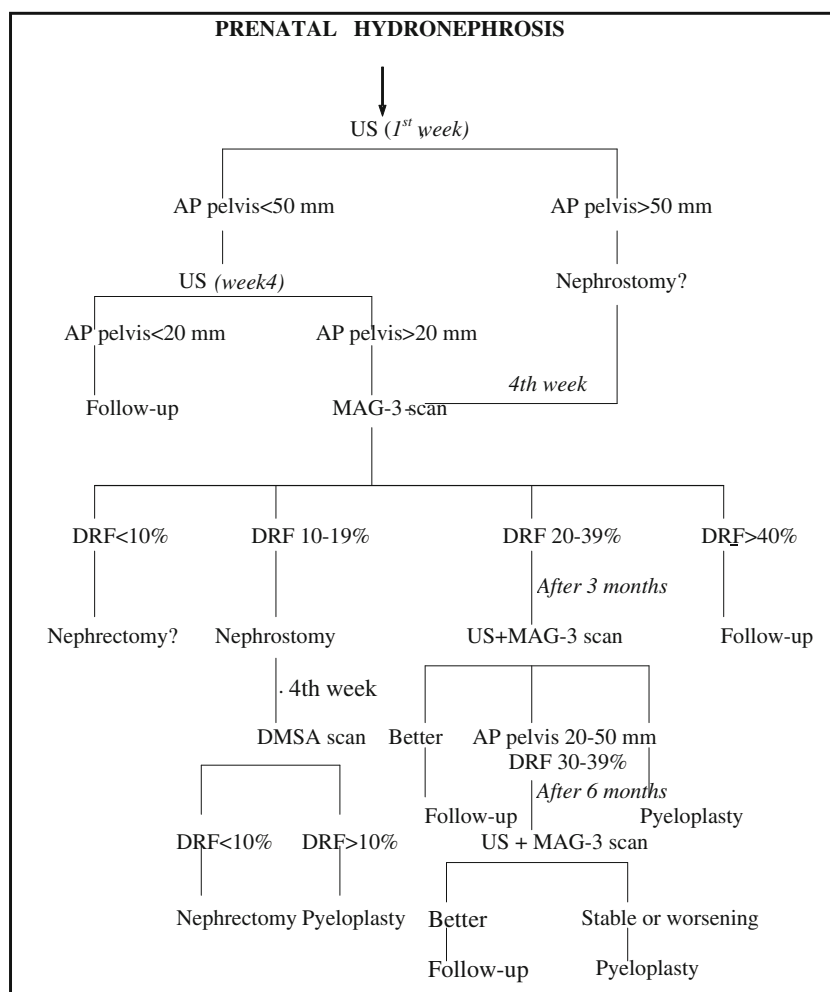 PRENATAL HYDRONEPHROSIS
US (1st week)
AP pelvis<50 mm
AP pelvis>50 mm
US (week4)
Nephrostomy?
AP pelvis<20 mm
AP pelvis>20 mm
4th week
Follow-up
MAG-3-scan
DRF<10%
DRF 10-19%
DRF 20-39%
DRF>40%
After 3 months
Nephrectomy?
Nephrostomy
US+MAG-3 scan
Follow-up
. 4th week
DMSA scan
Better
AP pelvis 20-50 mm
DRF 30-39%
After 6 months
Follow-up
Pyeloplasty
US + MAG-3 scan
DRF<10%
DRF>10%
Nephrectomy
Pyeloplasty
Better
Stable or worsening
Follow-up
Pyeloplasty